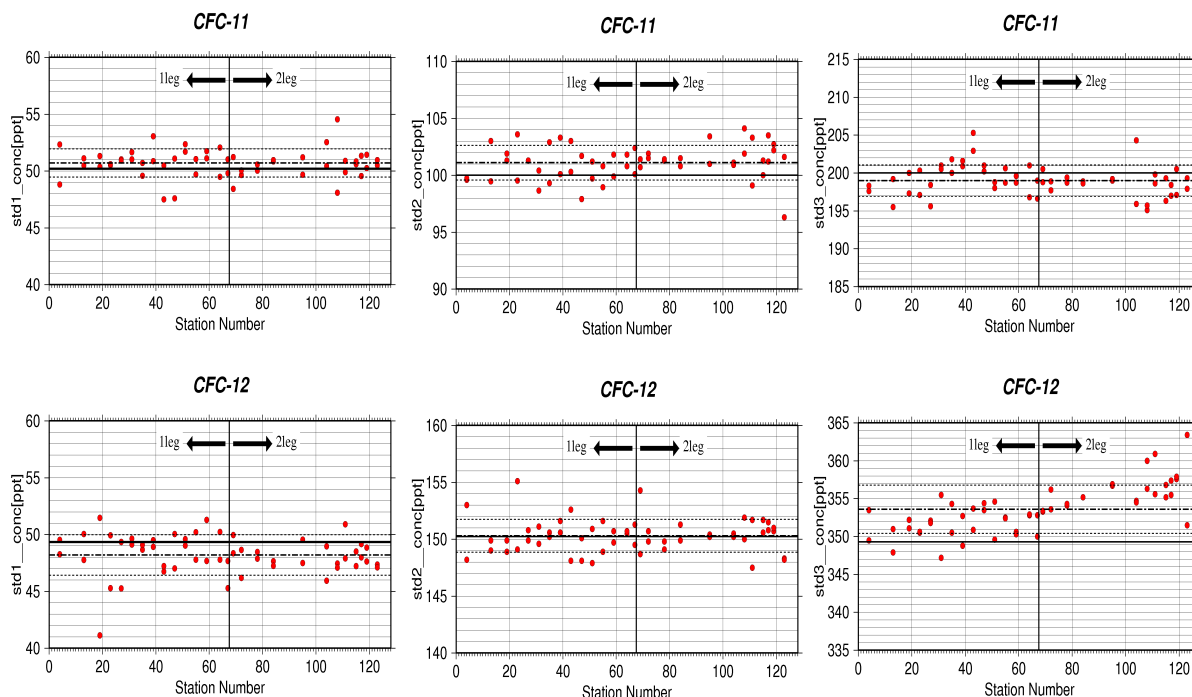 CFC-11
60
55
50
45
40
std1_conc[ppt]
1leg 2leg
0 20 40 60 80 100 120
Station Number
CFC-11
110
105
100
95
90
std2_conc[ppt]
1leg 2leg
0 20 40 60 80 100 120
Station Number
CFC-11
215
210
205
200
195
190
185
std3_conc[ppt]
1leg 2leg
0 20 40 60 80 100 120
Station Number
CFC-12
60
55
50
45
40
std1__conc[ppt]
1leg 2leg
0 20 40 60 80 100 120
Station Number
CFC-12
160
155
150
145
140
std2__conc[ppt]
1leg 2leg
0 20 40 60 80 100 120
Station Number
CFC-12
365
360
355
350
345
340
335
std3_conc[ppt]
1leg 2leg
0 20 40 60 80 100 120
Station Number